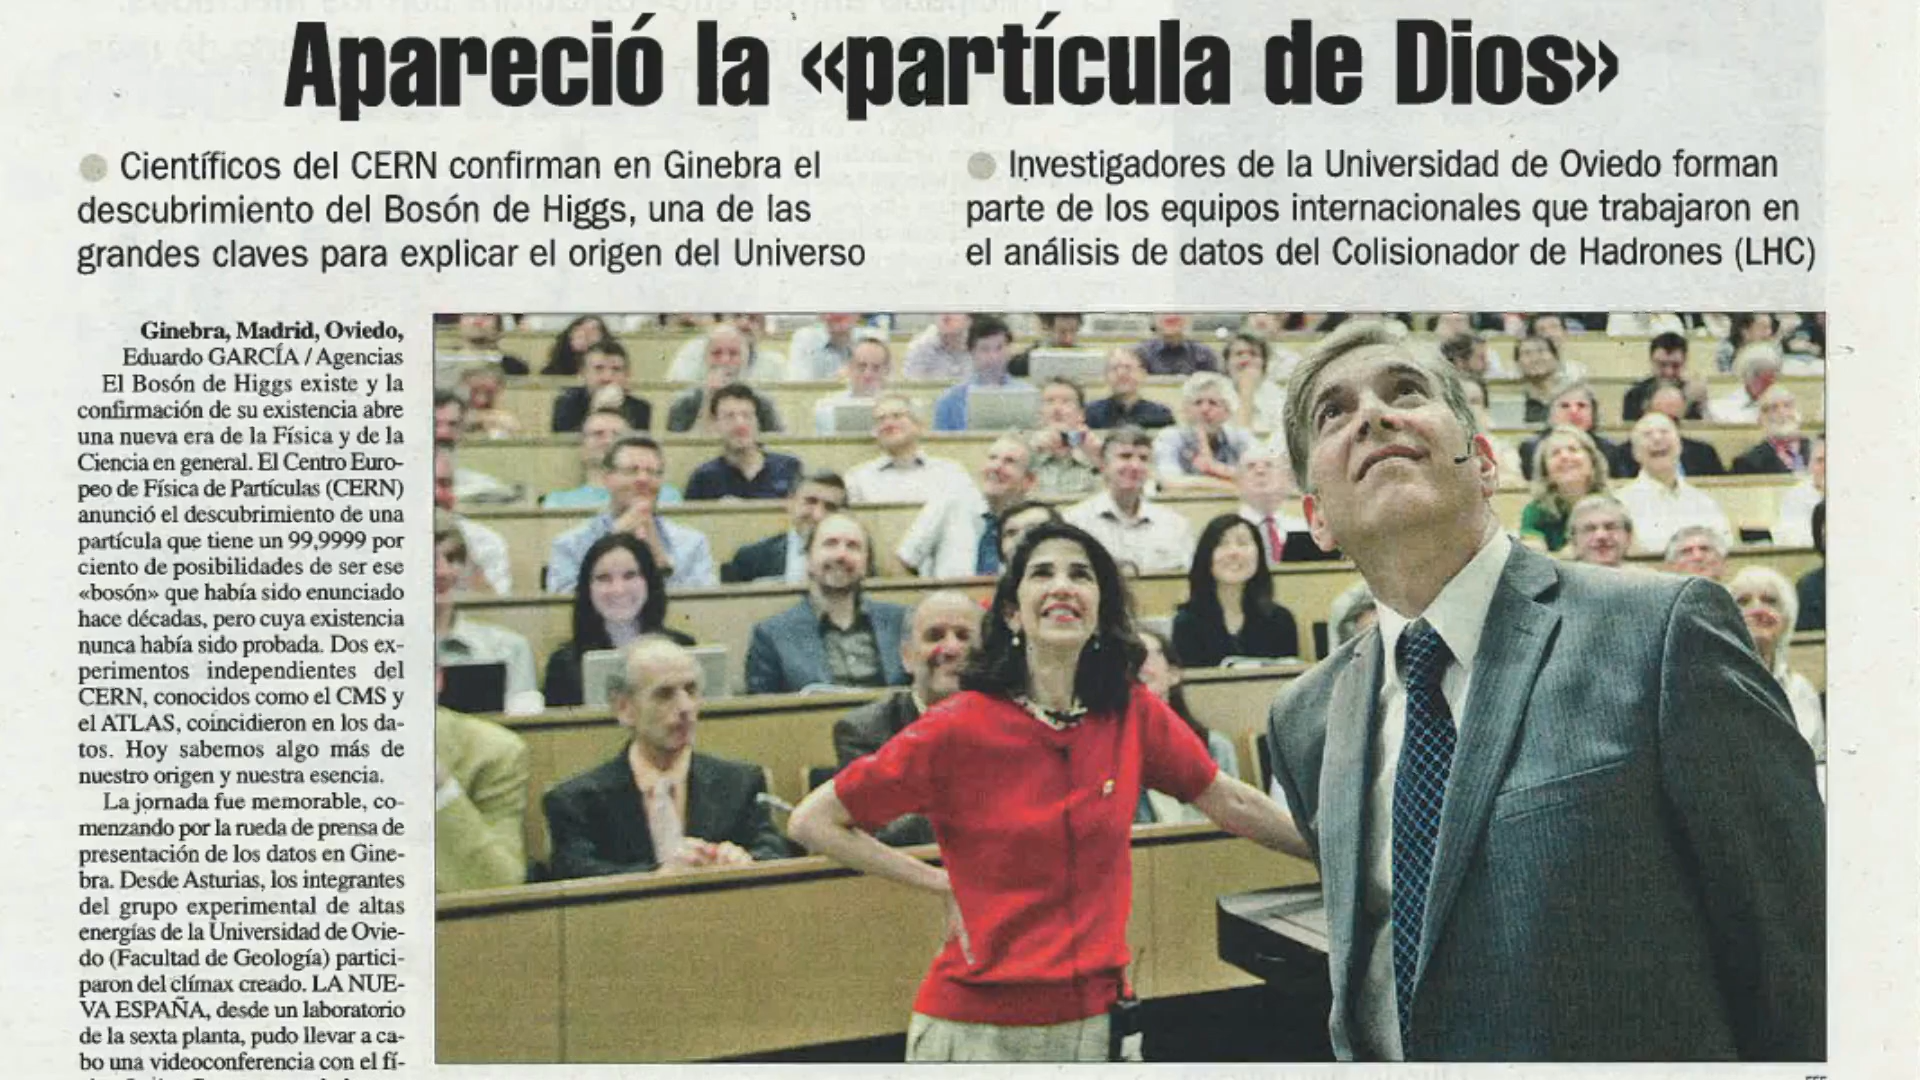 Apareció la «partícula de Dios»
Científicos del CERN confirman en Ginebra el
descubrimiento del Bosón de Higgs, una de las
grandes claves para explicar el origen del Universo
Investigadores de la Universidad de Oviedo forman
parte de los equipos internacionales que trabajaron en
el análisis de datos del Colisionador de Hadrones (LHC)
Ginebra, Madrid, Oviedo,
Eduardo GARCÍA / Agencias
El Bosón de Higgs existe y la
confirmación de su existencia abre
una nueva era de la Física y de la
Ciencia en general. El Centro Euro-
peo de Física de Partículas (CERN)
anunció el descubrimiento de una
partícula que tiene un 99,9999 por
ciento de posibilidades de ser ese
«bosón» que había sido enunciado
hace décadas, pero cuya existencia
nunca había sido probada. Dos ex-
perimentos independientes del
CERN, conocidos como el CMS y
el ATLAS, coincidieron en los da-
tos. Hoy sabemos algo más de
nuestro origen y nuestra esencia.
La jornada fue memorable, co-
menzando por la rueda de prensa de
presentación de los datos en Gine-
bra. Desde Asturias, los integrantes
del grupo experimental de altas
energías de la Universidad de Ovie-
do (Facultad de Geología) partici-
paron del clímax creado. LA NUE-
VA ESPAÑA, desde un laboratorio
de la sexta planta, pudo llevar a ca-
bo una videoconferencia con el fí-